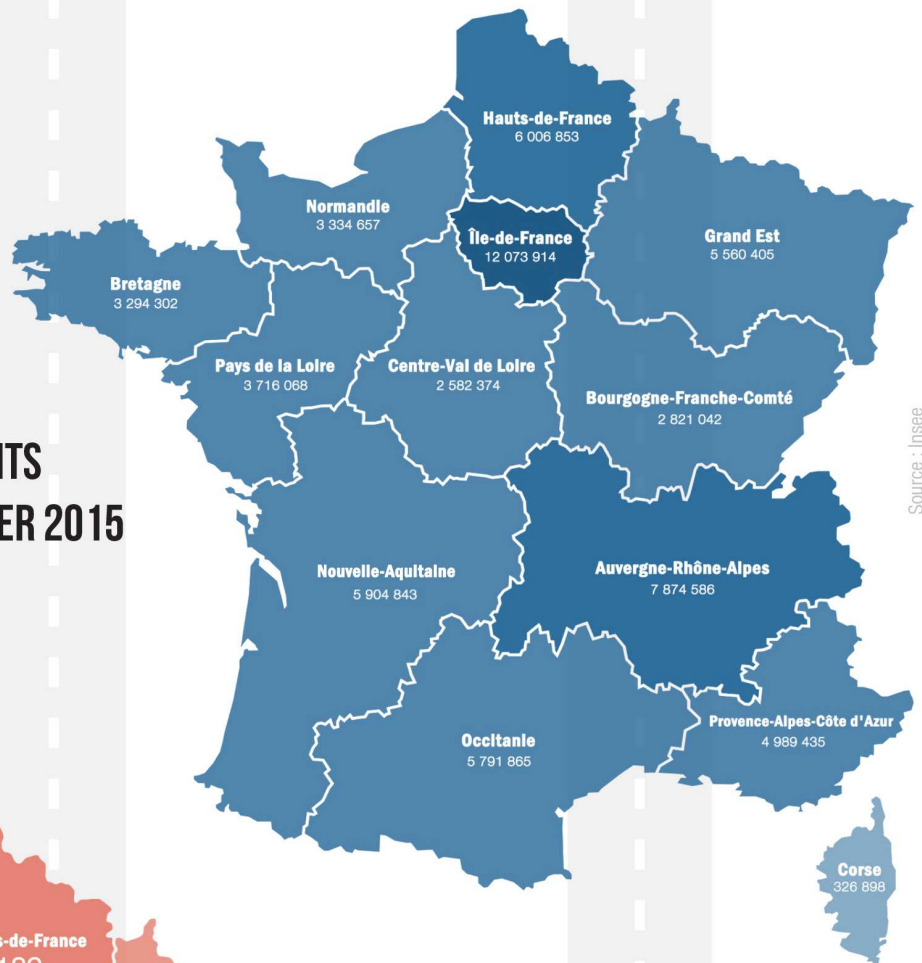 Hauts-de-France
6 006 853
Normandie
3 334 657
Île-de-France
12 073 914
Grand Est
5 560 405
Bretagne
3 294 302
Pays de la Loire
3 716 068
Centre-Val de Loire
2 582 374
Bourgogne-Franche-Comté
2 821 042
Source : Insee
ITS
ER 2015
Nouvelle-Aquitaine
5 904 843
Auvergne-Rhône-Alpes
7 874 586
Provence-Alpes-Côte d'Azur
4 989 435
Occitanie
5 791 865
Corse
326 898
s-de-France